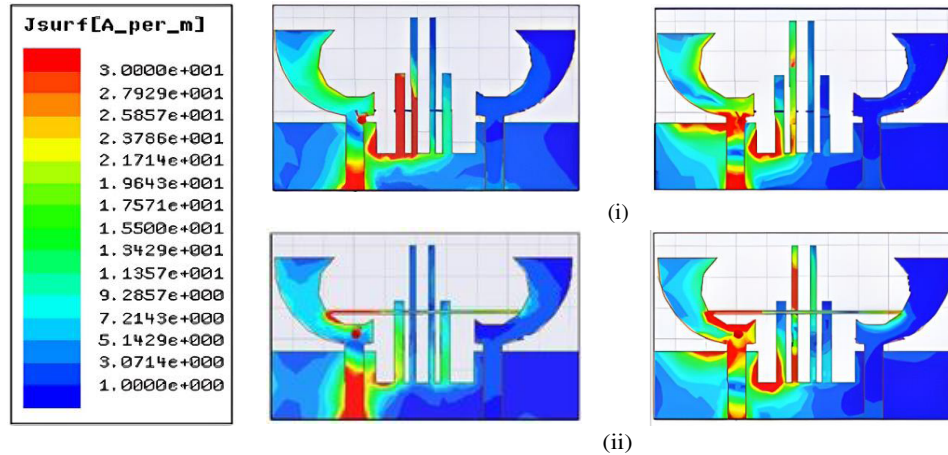 Jsurf[A_per_m]
3.0000e+001
2.7929e+001
2.5857e+001
2.3786e+001
2.1714e+001
1.9643e+001
1.7571e+001
1.5500e+001
1.3429e+001
1.1357e+001
9.2857e+000
7.2143e+000
5.1429e+000
3.0714e+000
1.0000e+000
(i)
(ii)